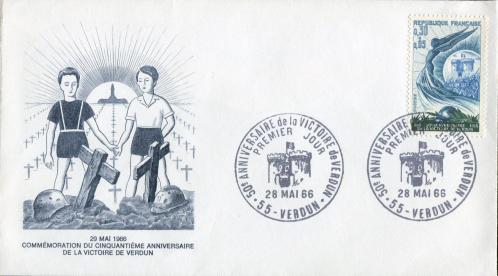 REPUBLIQUE FRANÇAISE
0,30
+0,05
50e ANNIVERSAIRE de la VICTOIRE de VERDUN
PREMIER JOUR
28 MAI 66
55 - VERDUN
50e ANNIVERSAIRE de la VICTOIRE de VERDUN
PREMIER JOUR
28 MAI 66
55 - VERDUN
29 MAI 1966
COMMÉMORATION DU CINQUANTIÈME ANNIVERSAIRE
DE LA VICTOIRE DE VERDUN